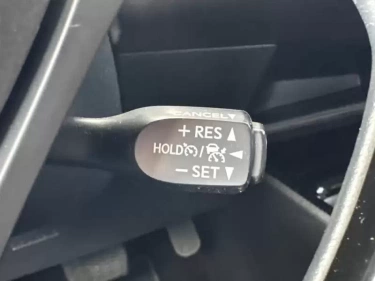 CANCEL▼
+ RES ▲
HOLD / ◀
− SET ▼